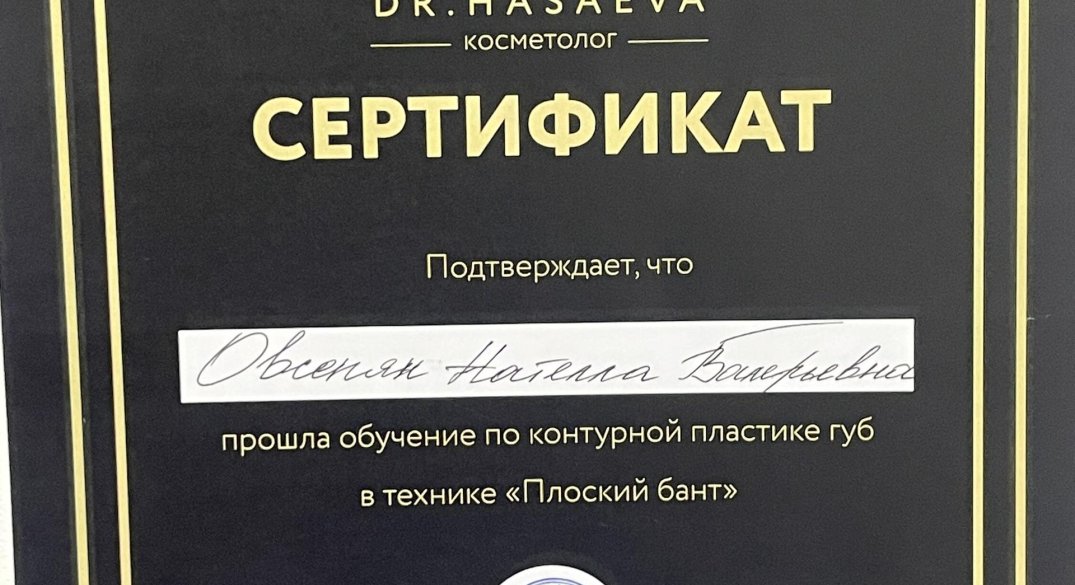 DR.HASAEVA
косметолог
СЕРТИФИКАТ
Подтверждает, что
Овсепян Нателла Валерьевна
прошла обучение по контурной пластике губ
в технике «Плоский бант»